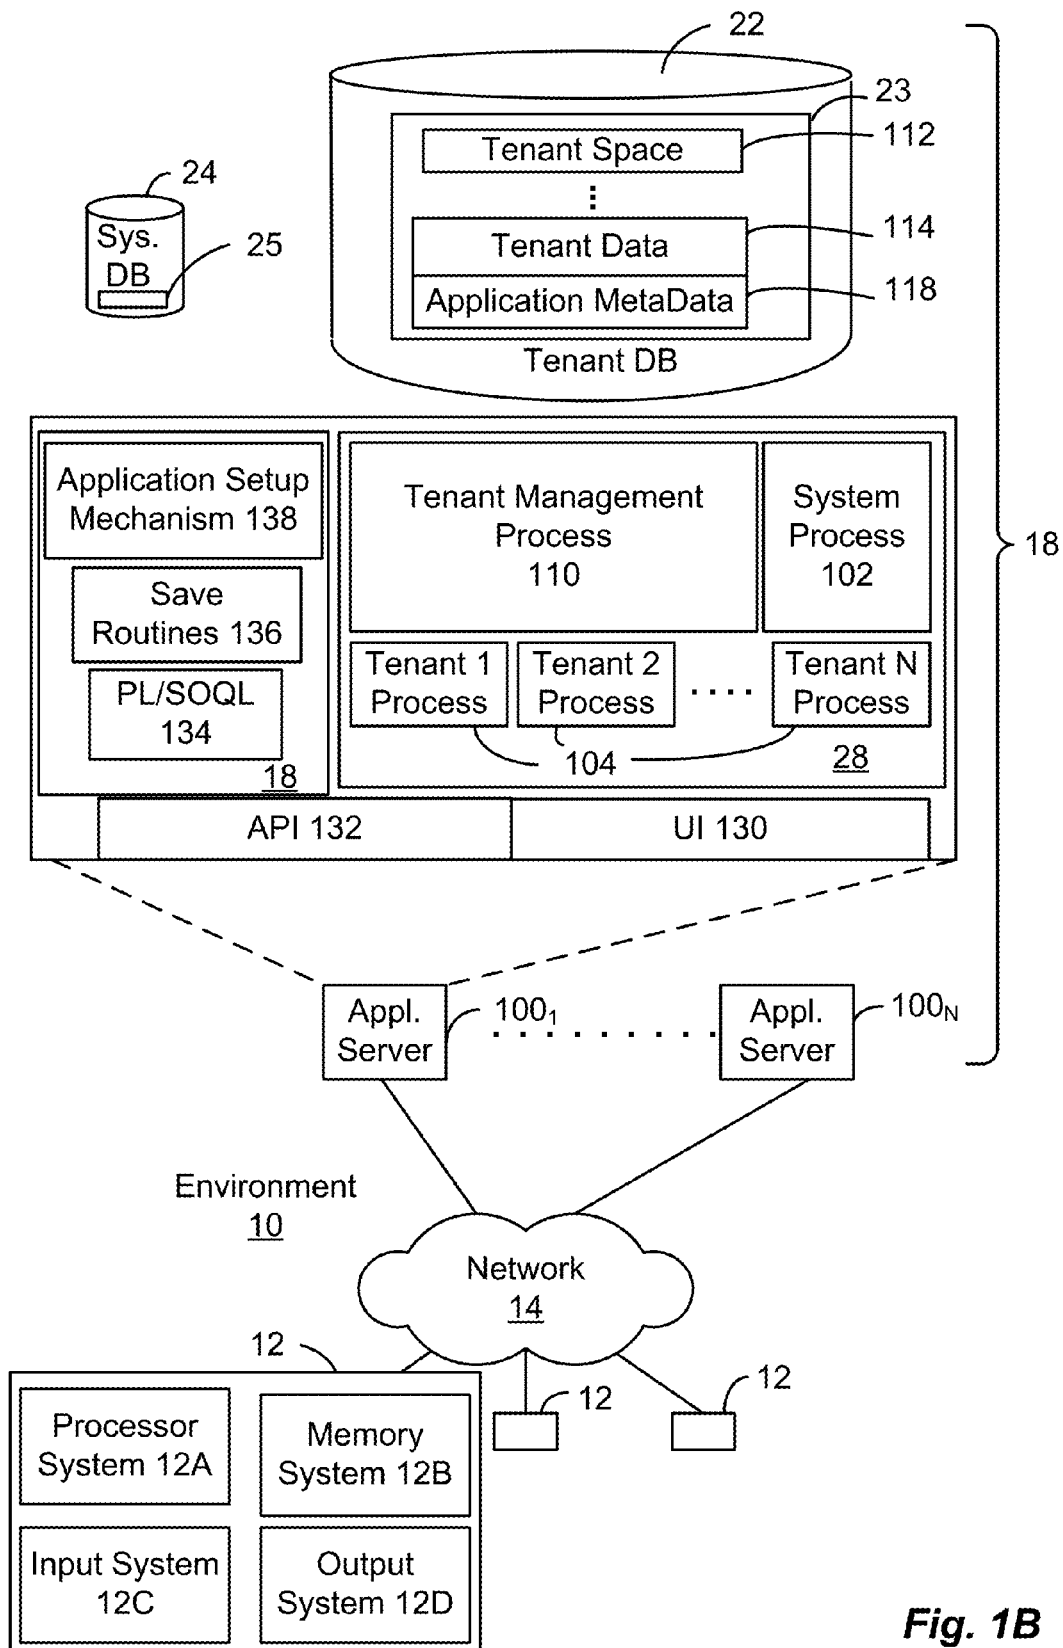 22
23
Tenant Space
112
24
Sys.
DB
25
Tenant Data
114
Application MetaData
118
Tenant DB
Application Setup
Mechanism 138
Tenant Management
Process
110
System
Process
102
18
Save
Routines 136
PL/SOQL
134
18
Tenant 1
Process
Tenant 2
Process
Tenant N
Process
104
28
API 132
UI 130
Appl.
Server
100₁
Appl.
Server
100N
Environment
10
Network
14
12
12
12
Processor
System 12A
Memory
System 12B
Input System
12C
Output
System 12D
Fig. 1B